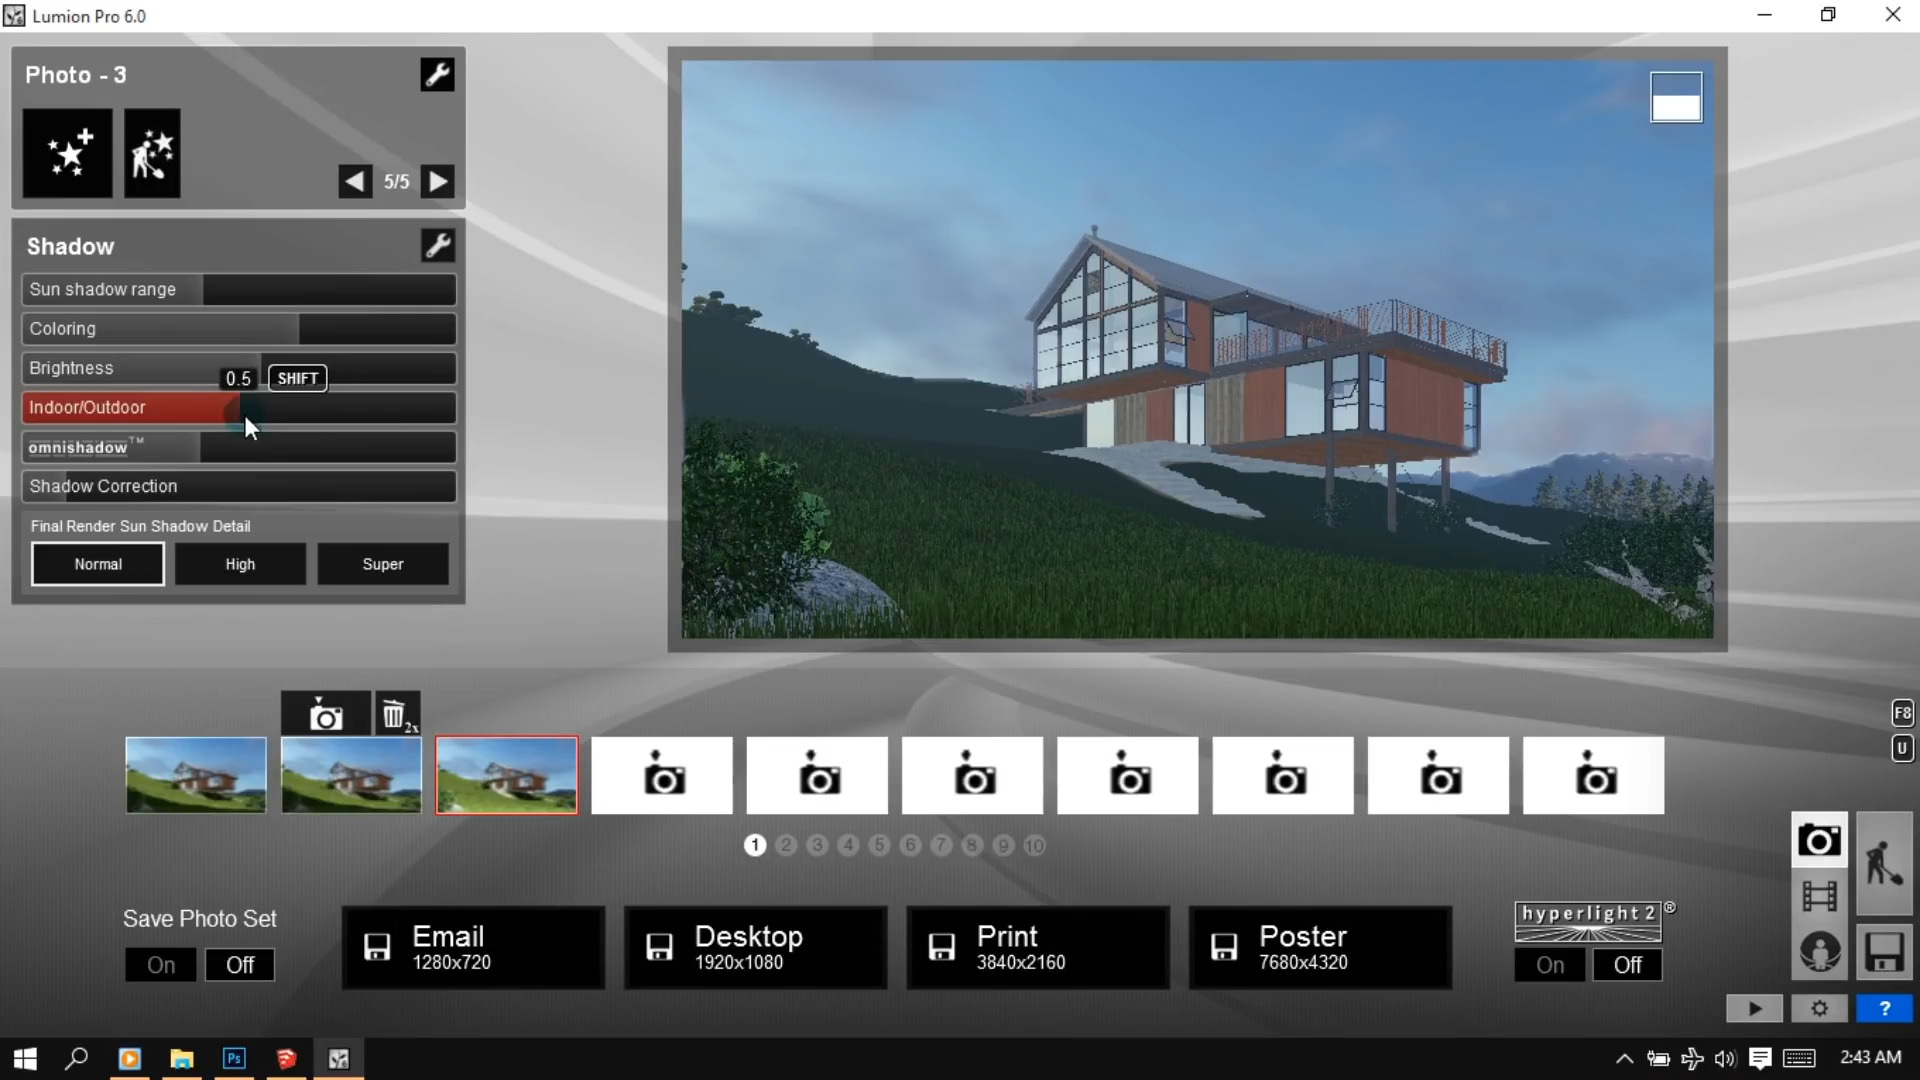 Lumion Pro 6.0
Photo - 3
5/5
Shadow
Sun shadow range
Coloring
Brightness
0.5
SHIFT
Indoor/Outdoor
omnishadow™
Shadow Correction
Final Render Sun Shadow Detail
Normal
High
Super
2x
F8
U
1 2 3 4 5 6 7 8 9 10
Save Photo Set
On
Off
Email
1280x720
Desktop
1920x1080
Print
3840x2160
Poster
7680x4320
hyperlight 2 ®
On
Off
?
Ps
2:43 AM